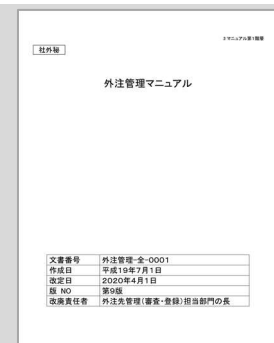 ミマニュアル第1階層
社外秘
外注管理マニュアル
文書番号 外注管理-全-0001
作成日 平成19年7月1日
改定日 2020年4月1日
版 NO 第9版
改廃責任者 外注先管理(審査・登録)担当部門の長